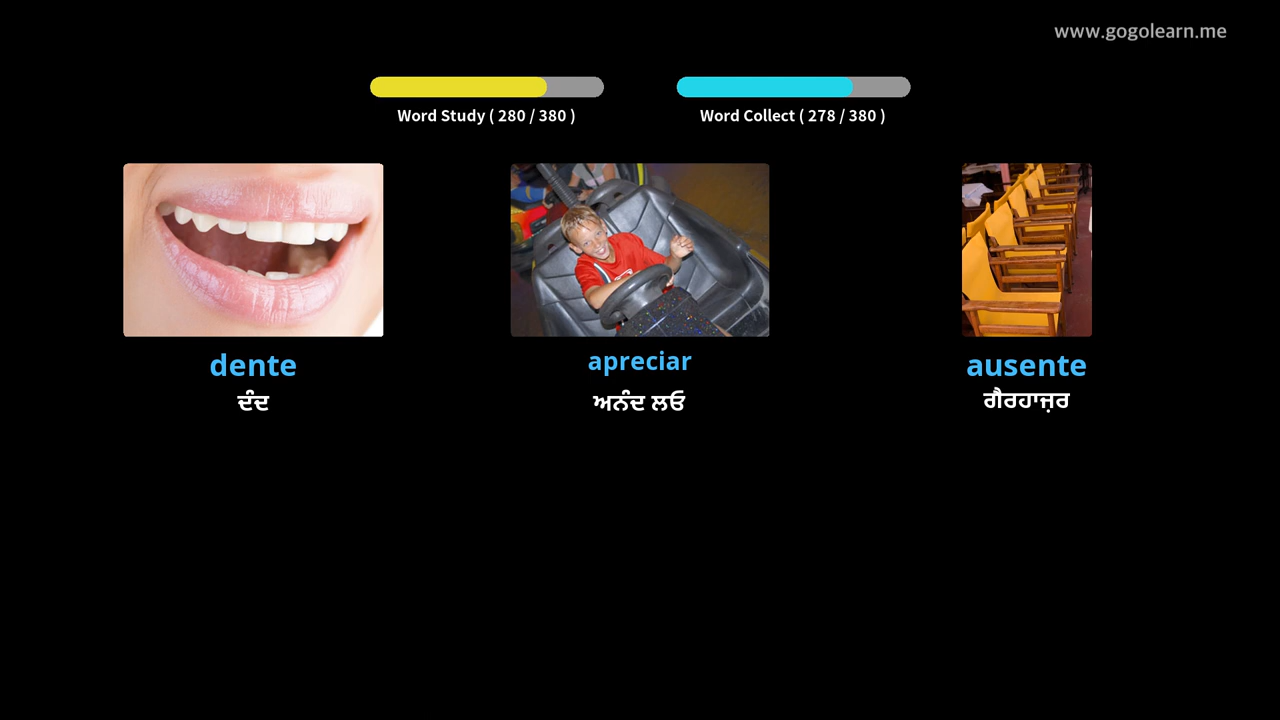 www.gogolearn.me
Word Study ( 280 / 380 )
Word Collect ( 278 / 380 )
dente
apreciar
ausente
ਦੰਦ
ਅਨੰਦ ਲਓ
ਗੈਰਹਾਜ਼ਰ